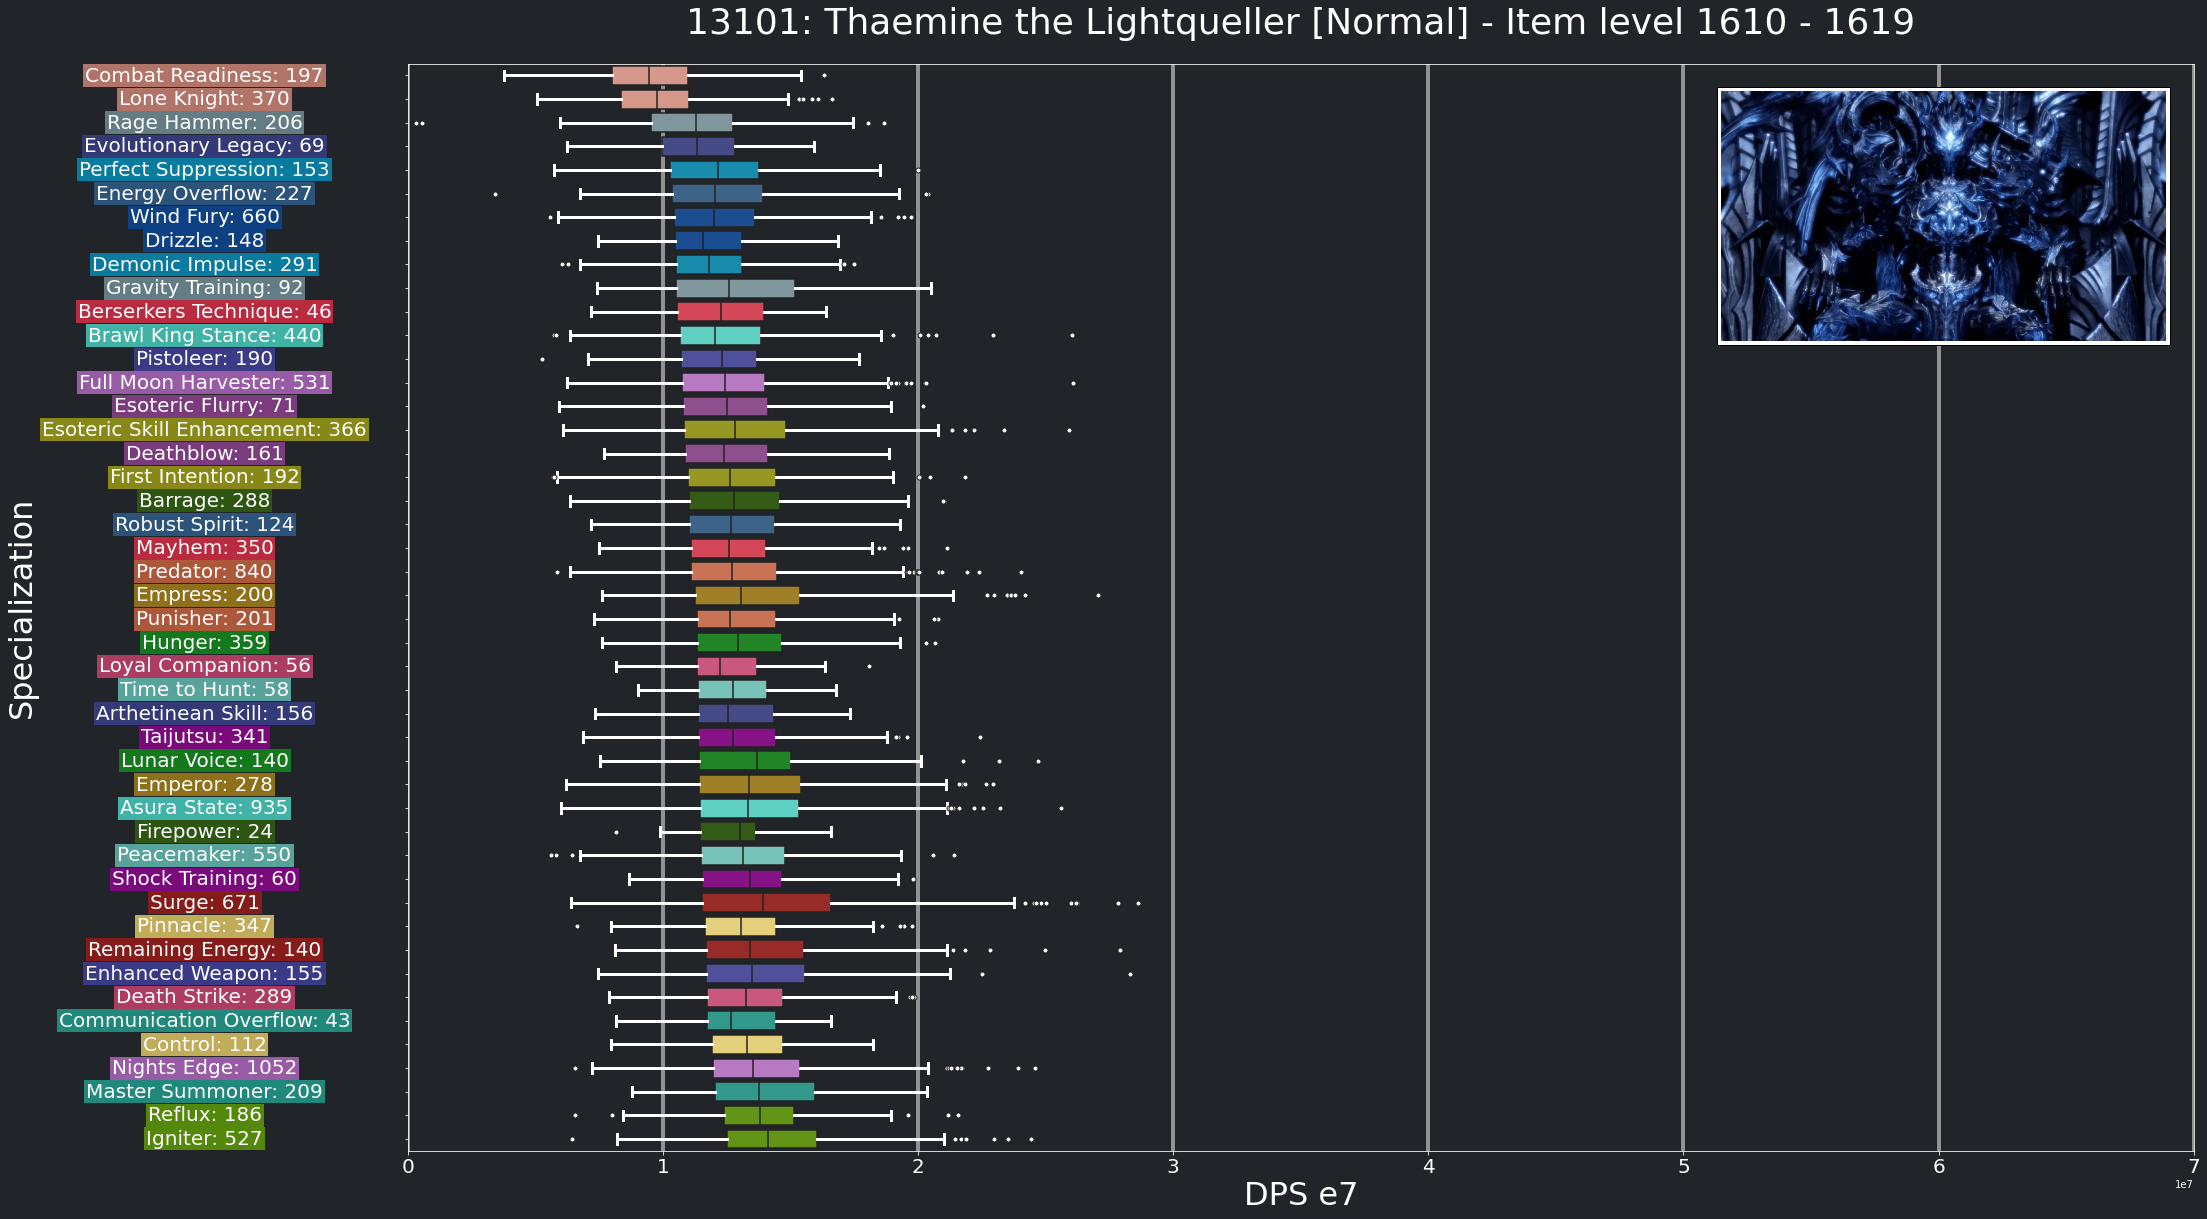 13101: Thaemine the Lightqueller [Normal] - Item level 1610 - 1619
Combat Readiness: 197
Lone Knight: 370
Rage Hammer: 206
Evolutionary Legacy: 69
Perfect Suppression: 153
Energy Overflow: 227
Wind Fury: 660
Drizzle: 148
Demonic Impulse: 291
Gravity Training: 92
Berserkers Technique: 46
Brawl King Stance: 440
Pistoleer: 190
Full Moon Harvester: 531
Esoteric Flurry: 71
Esoteric Skill Enhancement: 366
Deathblow: 161
First Intention: 192
Barrage: 288
Robust Spirit: 124
Mayhem: 350
Predator: 840
Empress: 200
Punisher: 201
Hunger: 359
Loyal Companion: 56
Time to Hunt: 58
Arthetinean Skill: 156
Taijutsu: 341
Lunar Voice: 140
Emperor: 278
Asura State: 935
Firepower: 24
Peacemaker: 550
Shock Training: 60
Surge: 671
Pinnacle: 347
Remaining Energy: 140
Enhanced Weapon: 155
Death Strike: 289
Communication Overflow: 43
Control: 112
Nights Edge: 1052
Master Summoner: 209
Reflux: 186
Igniter: 527
Specialization
0 1 2 3 4 5 6 7
1e7
DPS e7